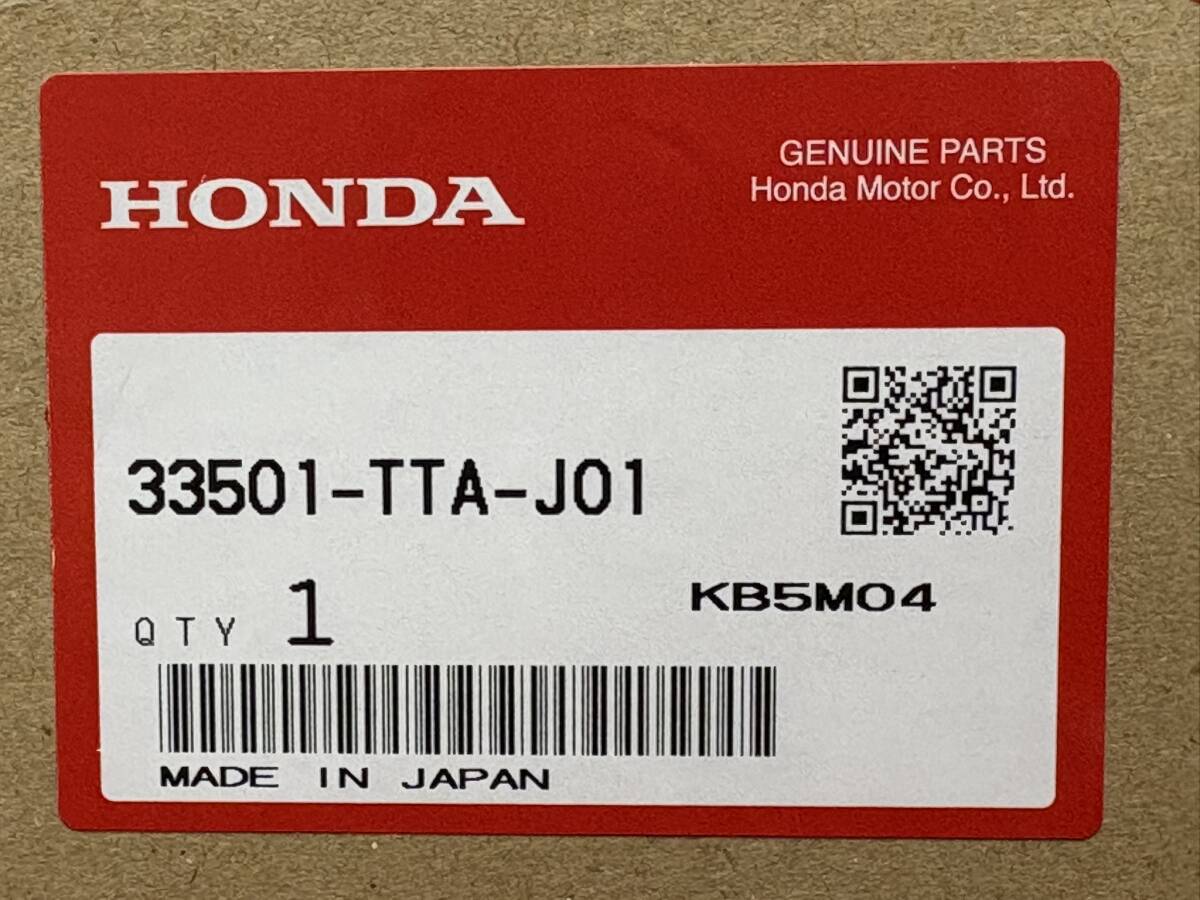 HONDA
GENUINE PARTS
Honda Motor Co., Ltd.
33501-TTA-J01
QTY 1
KB5M04
MADE IN JAPAN